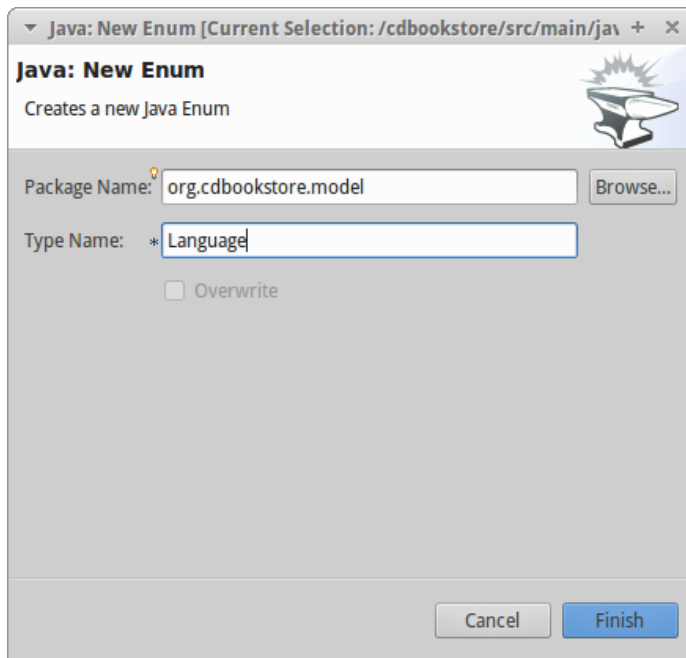 Java: New Enum [Current Selection: /cdbookstore/src/main/jav
Java: New Enum
Creates a new Java Enum
Package Name: org.cdbookstore.model Browse...
Type Name: * Language
Overwrite
Cancel Finish